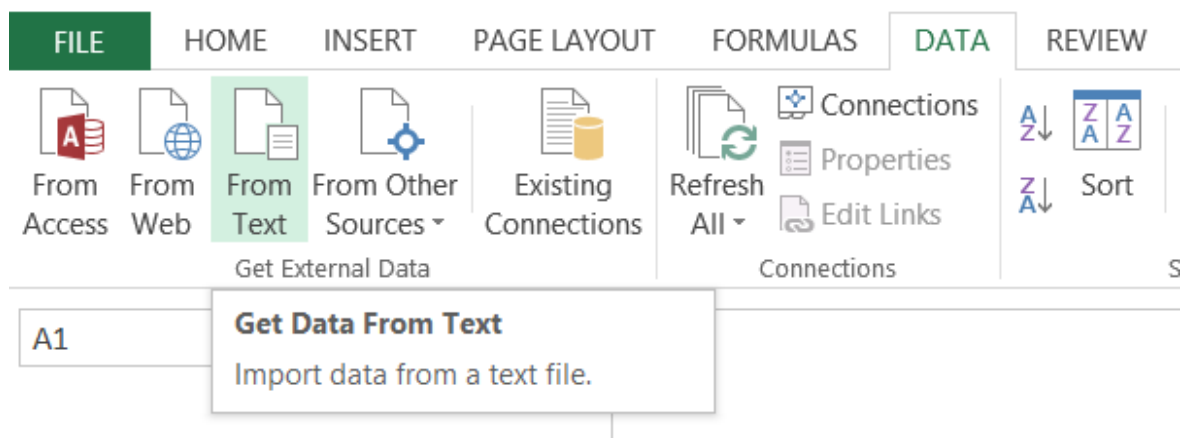 FILE HOME INSERT PAGE LAYOUT FORMULAS DATA REVIEW
From Access
From Web
From Text
From Other Sources
Existing Connections
Refresh All
Connections
Properties
Edit Links
A Z
Z A
Z A A Z
Sort
Get External Data
Connections
S
A1
Get Data From Text
Import data from a text file.